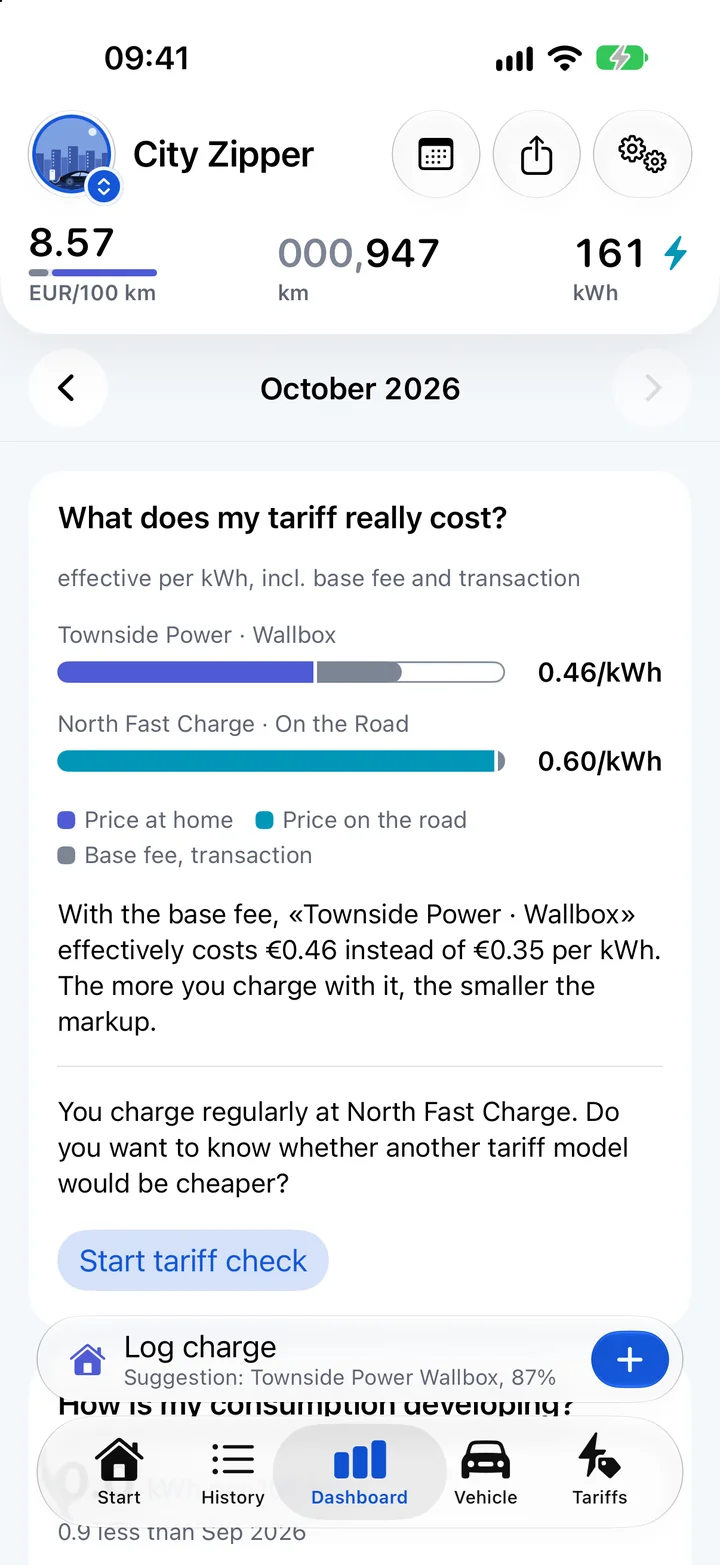 09:41
City Zipper
8.57
EUR/100 km
000,947
km
161
kWh
October 2026
What does my tariff really cost?
effective per kWh, incl. base fee and transaction
Townside Power · Wallbox
0.46/kWh
North Fast Charge · On the Road
0.60/kWh
Price at home
Price on the road
Base fee, transaction
With the base fee, «Townside Power · Wallbox»
effectively costs €0.46 instead of €0.35 per kWh.
The more you charge with it, the smaller the
markup.
You charge regularly at North Fast Charge. Do
you want to know whether another tariff model
would be cheaper?
Start tariff check
Log charge
Suggestion: Townside Power Wallbox, 87%
How is my consumption developing?
Start
History
Dashboard
Vehicle
Tariffs
0.9 less than Sep 2026